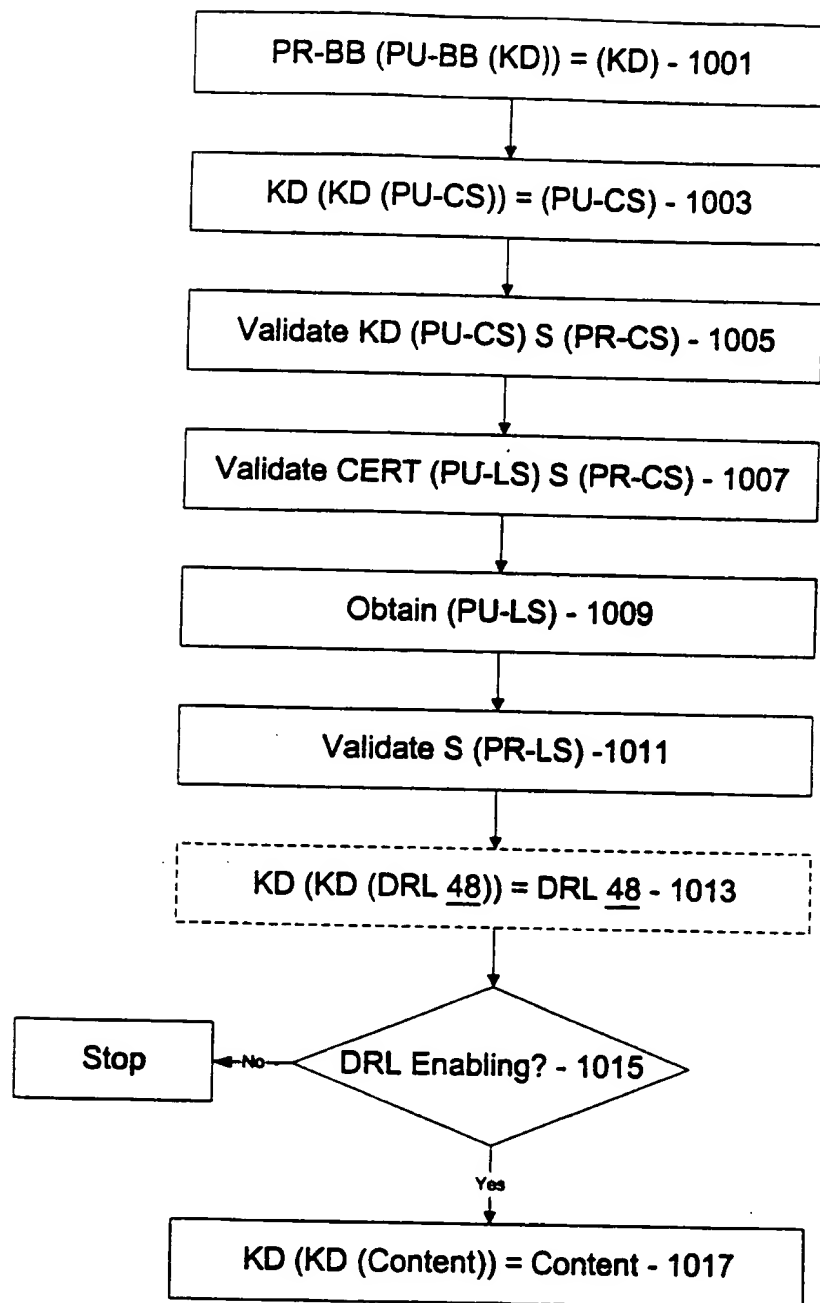 PR-BB (PU-BB (KD)) = (KD) - 1001
KD (KD (PU-CS)) = (PU-CS) - 1003
Validate KD (PU-CS) S (PR-CS) - 1005
Validate CERT (PU-LS) S (PR-CS) - 1007
Obtain (PU-LS) - 1009
Validate S (PR-LS) -1011
KD (KD (DRL 48)) = DRL 48 - 1013
Stop
No
DRL Enabling? - 1015
Yes
KD (KD (Content)) = Content - 1017